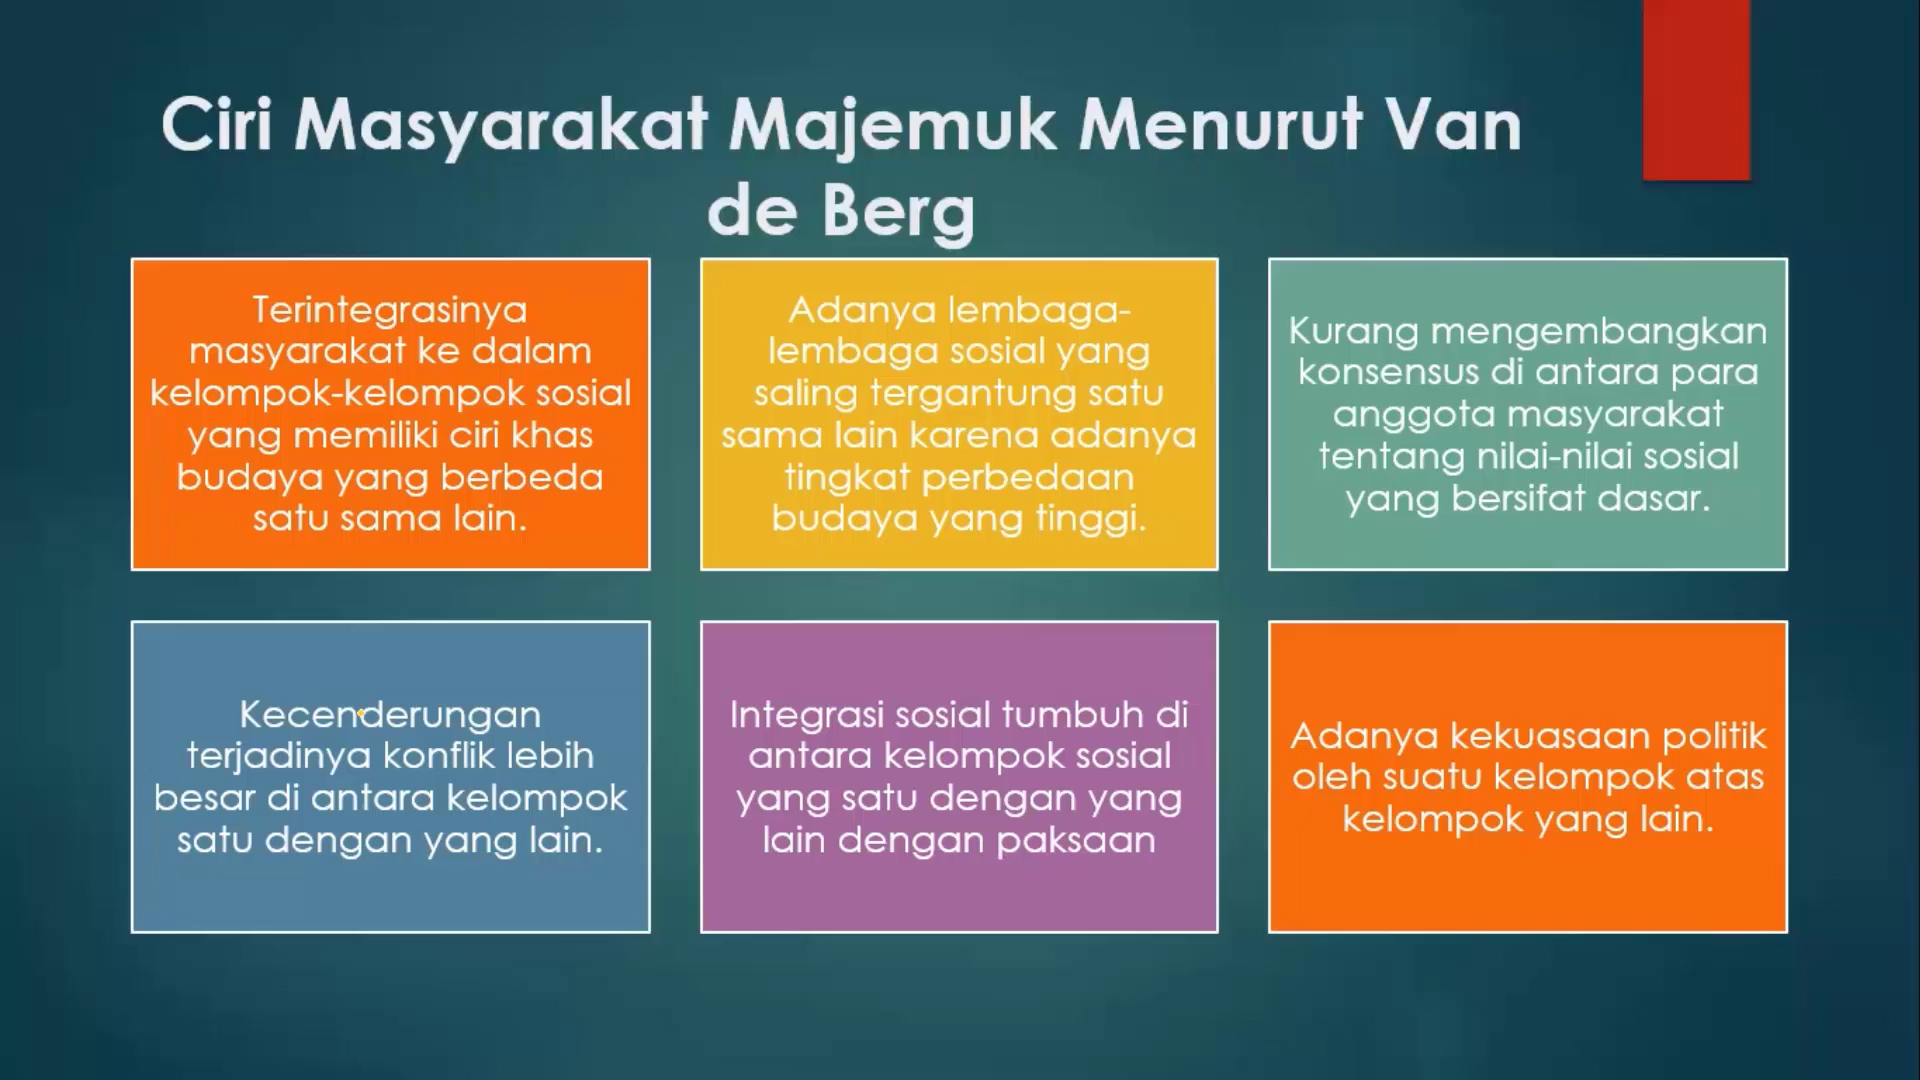 Ciri Masyarakat Majemuk Menurut Van
de Berg
Terintegrasinya
masyarakat ke dalam
kelompok-kelompok sosial
yang memiliki ciri khas
budaya yang berbeda
satu sama lain.
Adanya lembaga-
lembaga sosial yang
saling tergantung satu
sama lain karena adanya
tingkat perbedaan
budaya yang tinggi.
Kurang mengembangkan
konsensus di antara para
anggota masyarakat
tentang nilai-nilai sosial
yang bersifat dasar.
Kecenderungan
terjadinya konflik lebih
besar di antara kelompok
satu dengan yang lain.
Integrasi sosial tumbuh di
antara kelompok sosial
yang satu dengan yang
lain dengan paksaan
Adanya kekuasaan politik
oleh suatu kelompok atas
kelompok yang lain.